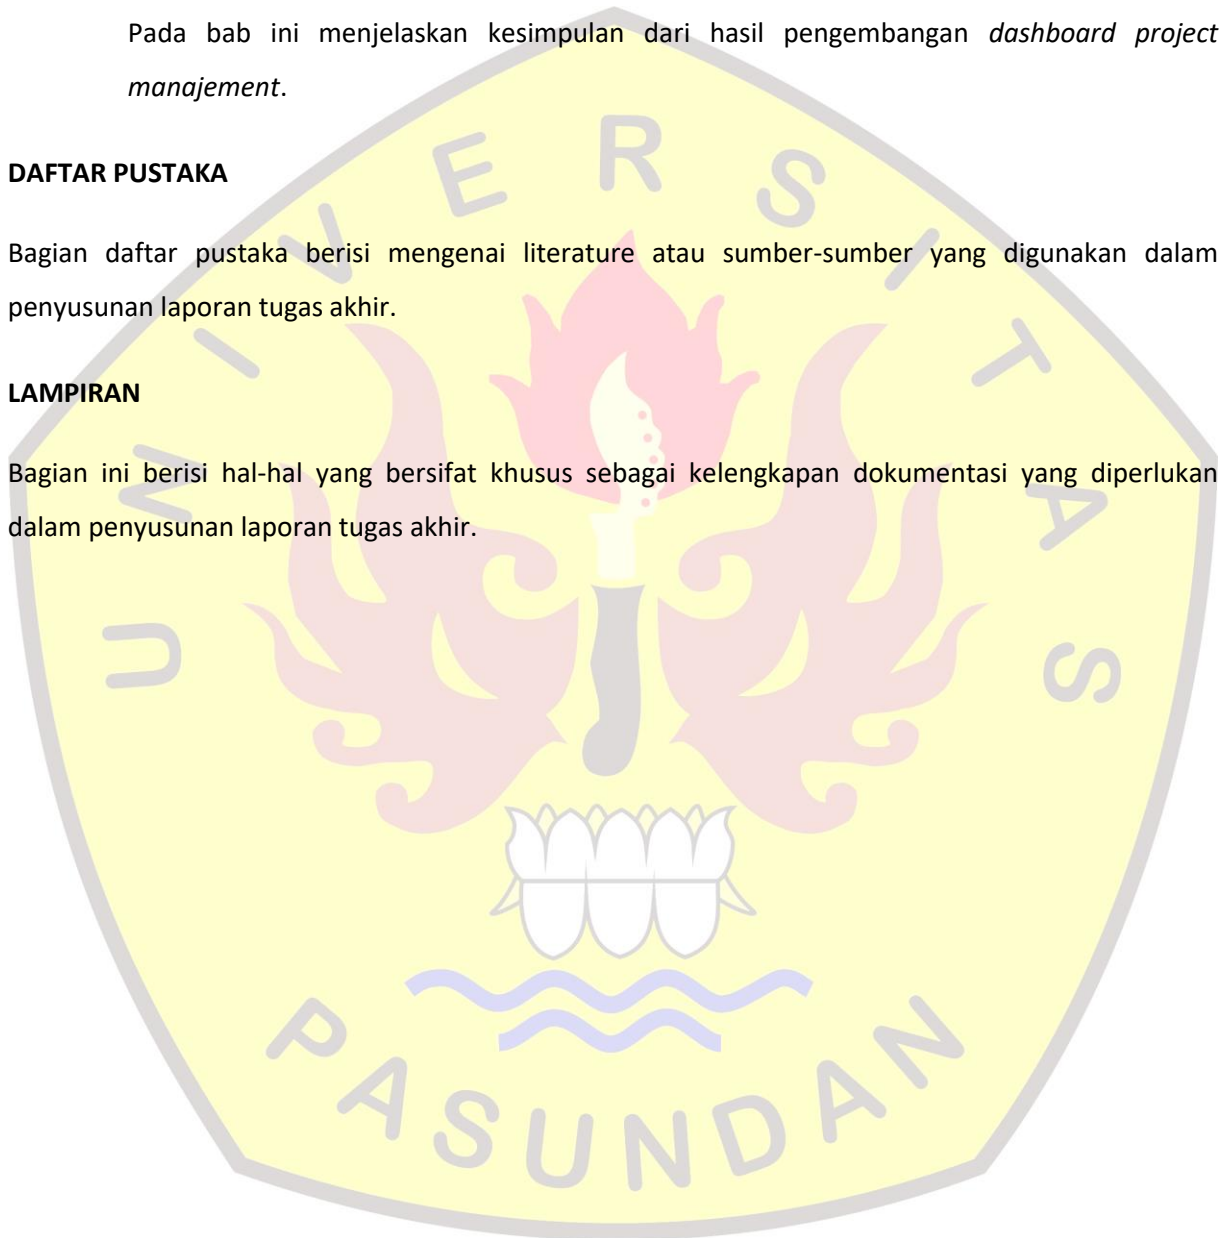 Pada bab ini menjelaskan kesimpulan dari hasil pengembangan dashboard project
manajement.
DAFTAR PUSTAKA
Bagian daftar pustaka berisi mengenai literature atau sumber-sumber yang digunakan dalam
penyusunan laporan tugas akhir.
LAMPIRAN
Bagian ini berisi hal-hal yang bersifat khusus sebagai kelengkapan dokumentasi yang diperlukan
dalam penyusunan laporan tugas akhir.
UNIVERSITAS
PASUNDAN